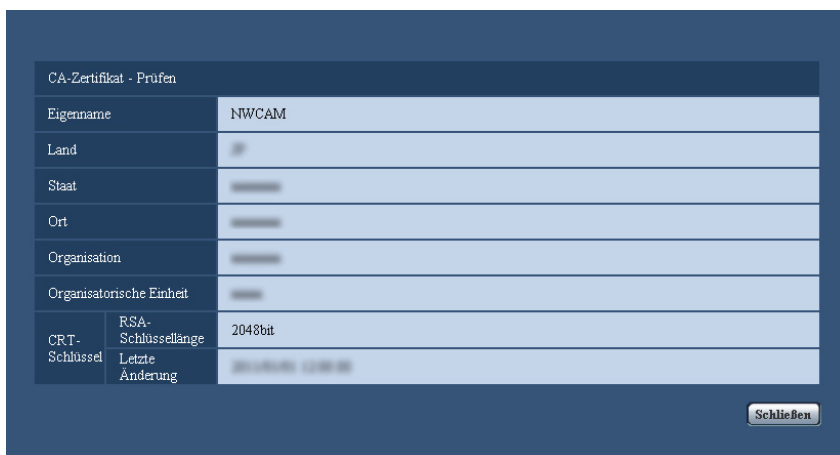 CA-Zertifikat - Prüfen
Eigenname NWCAM
Land
Staat
Ort
Organisation
Organisatorische Einheit
CRT-
Schlüssel
RSA-
Schlüssellänge
2048bit
Letzte
Änderung
Schließen